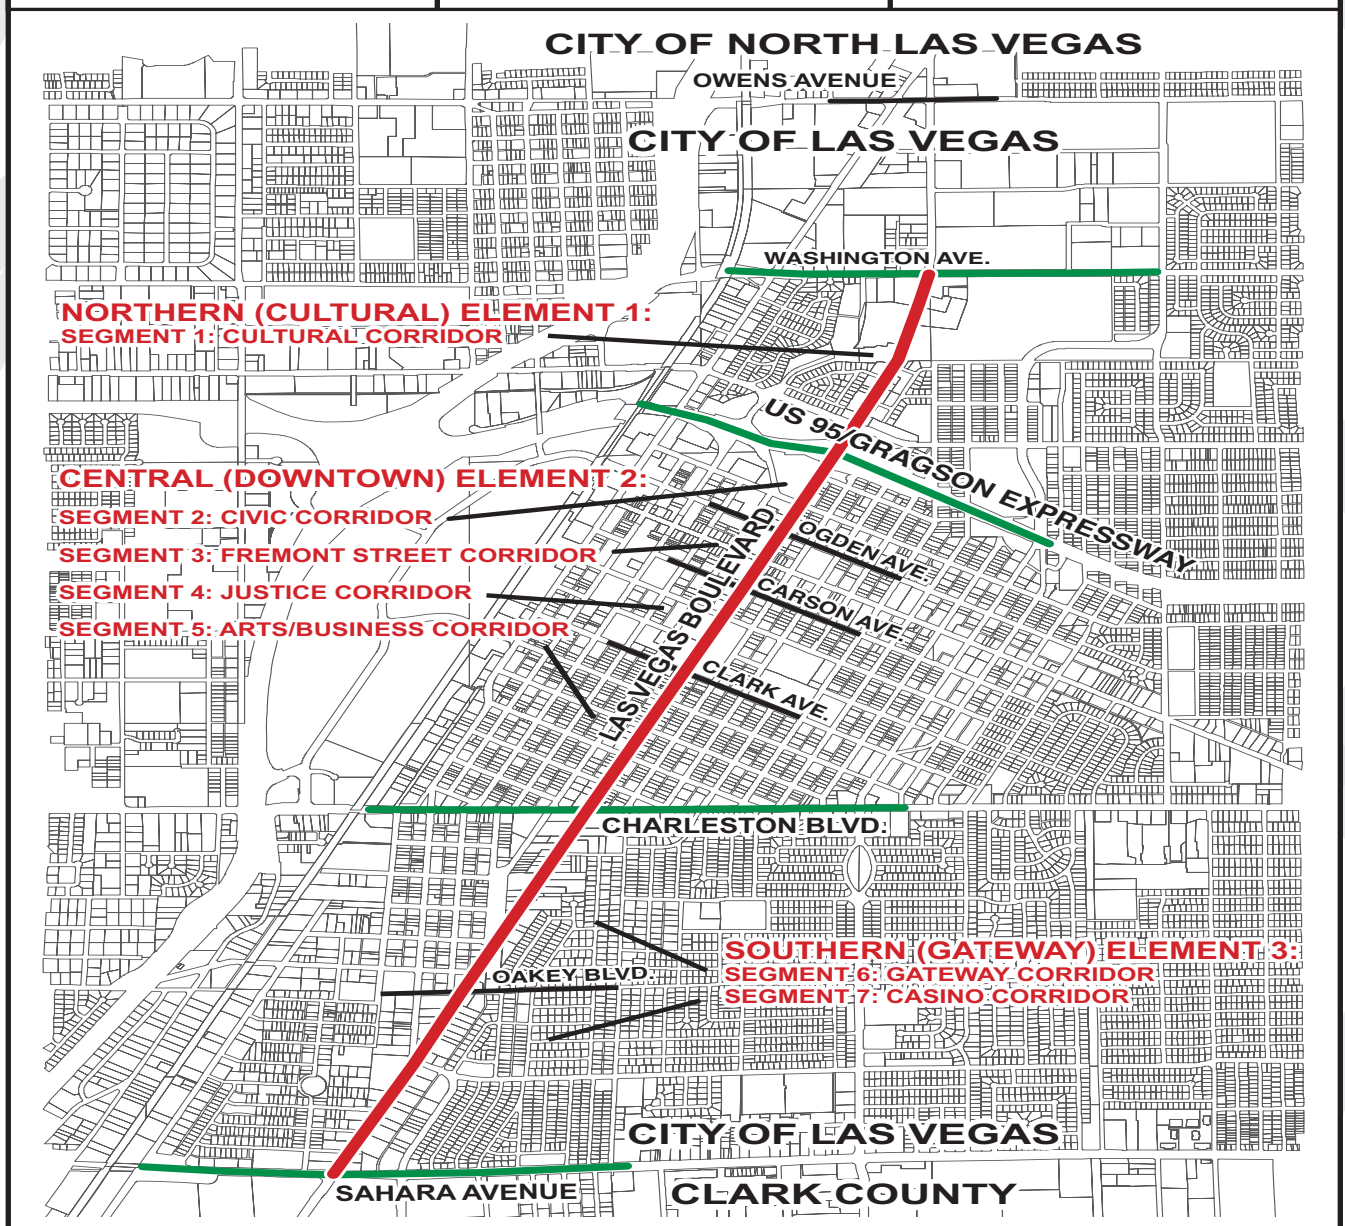 CITY OF NORTH LAS VEGAS
OWENS AVENUE
CITY OF LAS VEGAS
WASHINGTON AVE.
NORTHERN (CULTURAL) ELEMENT 1:
SEGMENT 1: CULTURAL CORRIDOR
US 95/GRAGSON EXPRESSWAY
CENTRAL (DOWNTOWN) ELEMENT 2:
SEGMENT 2: CIVIC CORRIDOR
SEGMENT 3: FREMONT STREET CORRIDOR
SEGMENT 4: JUSTICE CORRIDOR
SEGMENT 5: ARTS/BUSINESS CORRIDOR
LAS VEGAS BOULEVARD
OGDEN AVE.
CARSON AVE.
CLARK AVE.
CHARLESTON BLVD.
SOUTHERN (GATEWAY) ELEMENT 3:
SEGMENT 6: GATEWAY CORRIDOR
SEGMENT 7: CASINO CORRIDOR
OAKEY BLVD.
CITY OF LAS VEGAS
SAHARA AVENUE
CLARK COUNTY